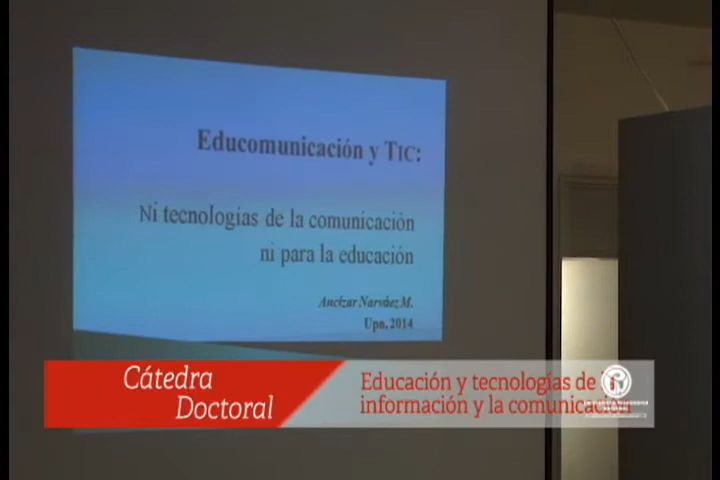 Educomunicación y TIC:
Ni tecnologías de la comunicación
ni para la educación
Ancízar Narváez M.
Upn, 2014
Cátedra
Doctoral
Educación y tecnologías de la
información y la comunicación